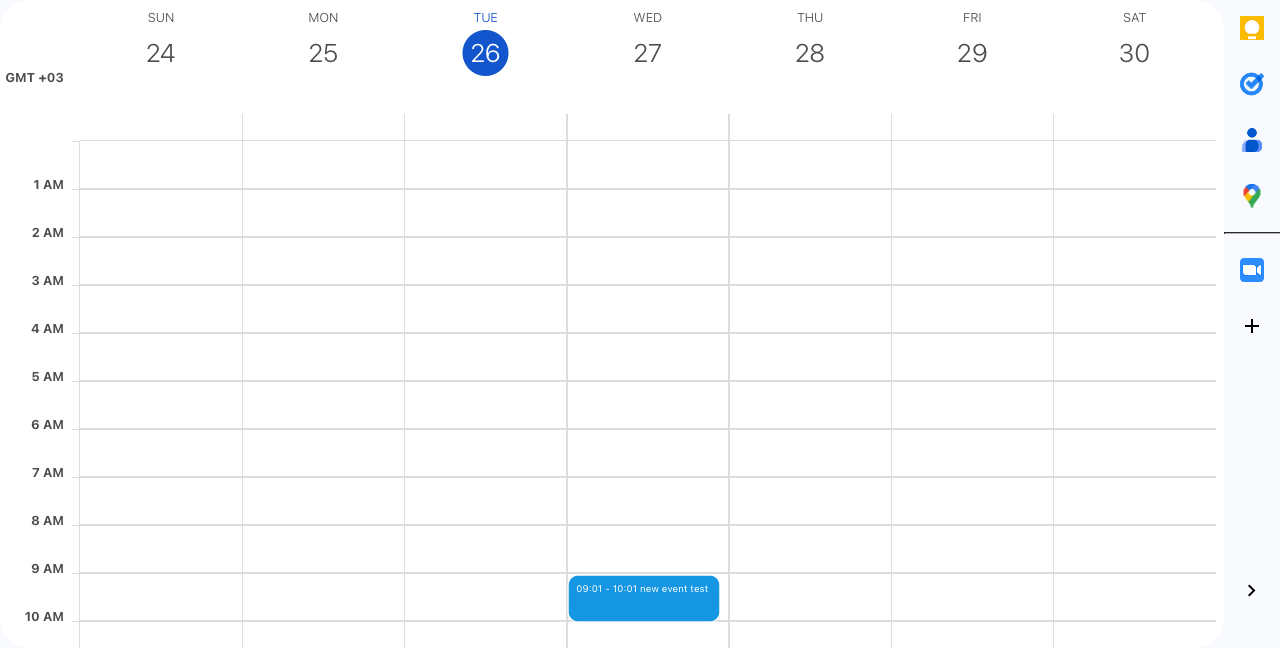 SUN MON TUE WED THU FRI SAT
24 25 26 27 28 29 30
GMT +03
1 AM
2 AM
3 AM
4 AM
5 AM
6 AM
7 AM
8 AM
9 AM
09:01 - 10:01 new event test
10 AM